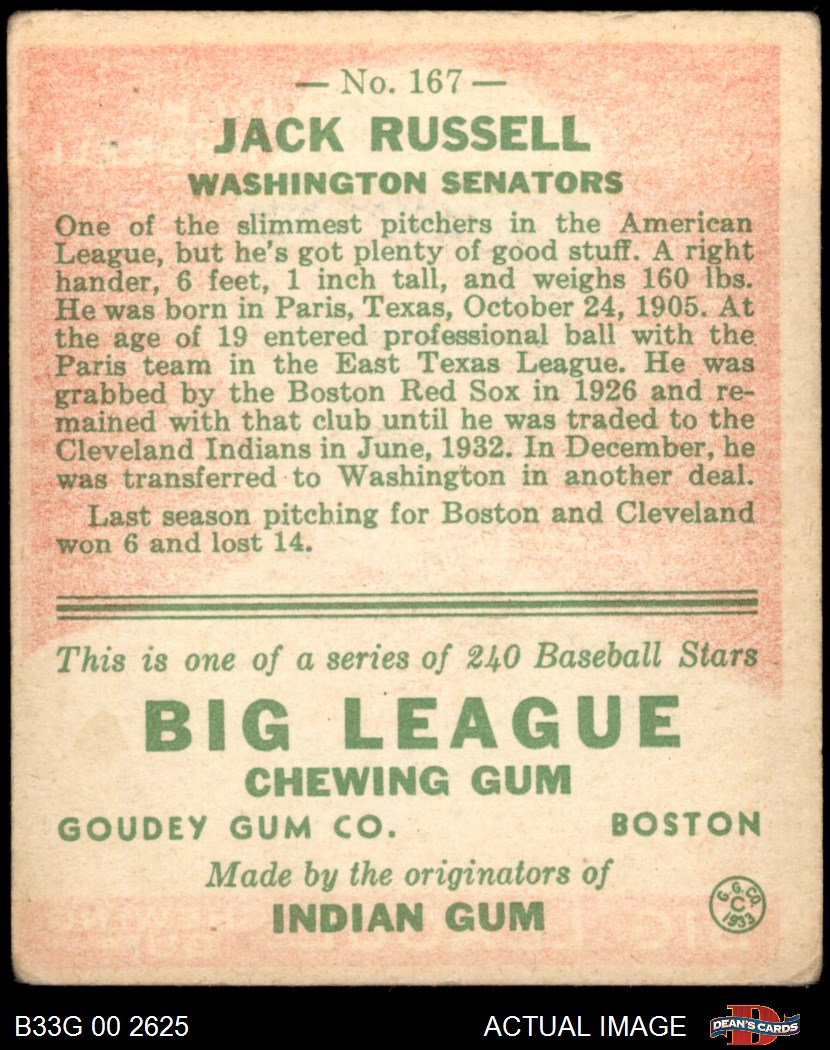 — No. 167 —
JACK RUSSELL
WASHINGTON SENATORS
One of the slimmest pitchers in the American
League, but he's got plenty of good stuff. A right
hander, 6 feet, 1 inch tall, and weighs 160 lbs.
He was born in Paris, Texas, October 24, 1905. At
the age of 19 entered professional ball with the
Paris team in the East Texas League. He was
grabbed by the Boston Red Sox in 1926 and re-
mained with that club until he was traded to the
Cleveland Indians in June, 1932. In December, he
was transferred to Washington in another deal.
Last season pitching for Boston and Cleveland
won 6 and lost 14.
This is one of a series of 240 Baseball Stars
BIG LEAGUE
CHEWING GUM
GOUDEY GUM CO. BOSTON
Made by the originators of
INDIAN GUM
G. G. CO.
C
1933
B33G 00 2625 ACTUAL IMAGE DEAN'S CARDS